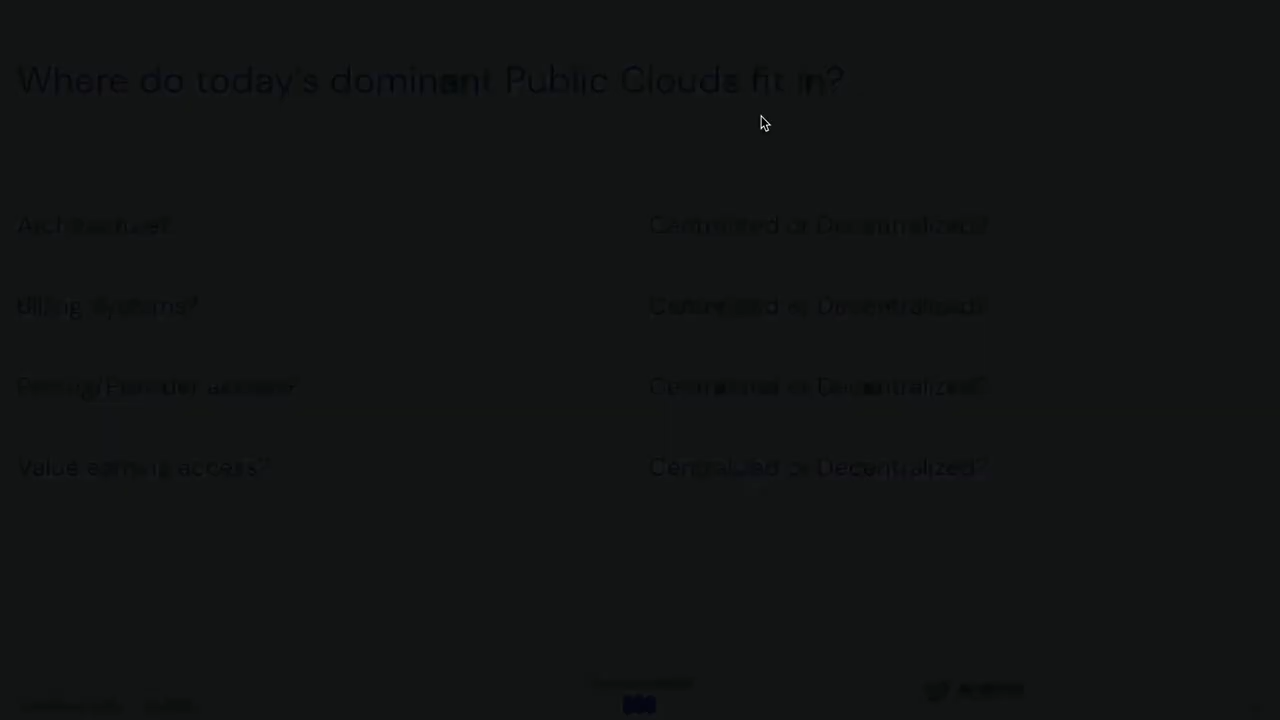 Where do today's dominant Public Clouds fit in?
Architecture?
Centralized or Decentralized?
Billing Systems?
Centralized or Decentralized?
access?
Centralized or Decentralized?
Value earning access?
Centralized or Decentralized?